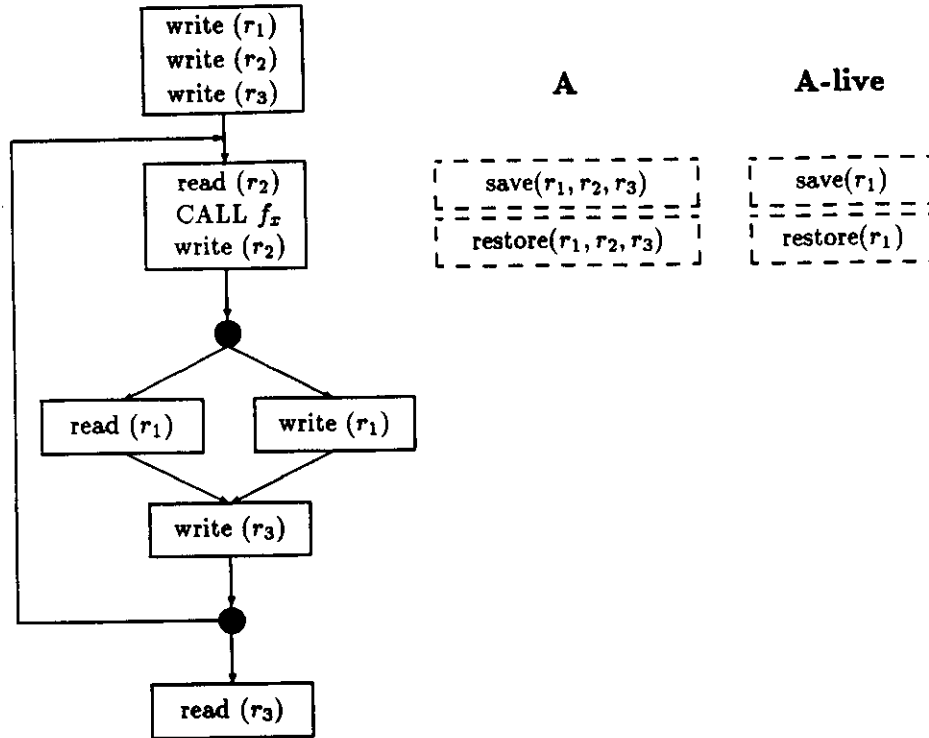 write (r₁)
write (r₂)
write (r₃)
A
A-live
read (r₂)
CALL fₓ
write (r₂)
save(r₁, r₂, r₃)
restore(r₁, r₂, r₃)
save(r₁)
restore(r₁)
read (r₁)
write (r₁)
write (r₃)
read (r₃)